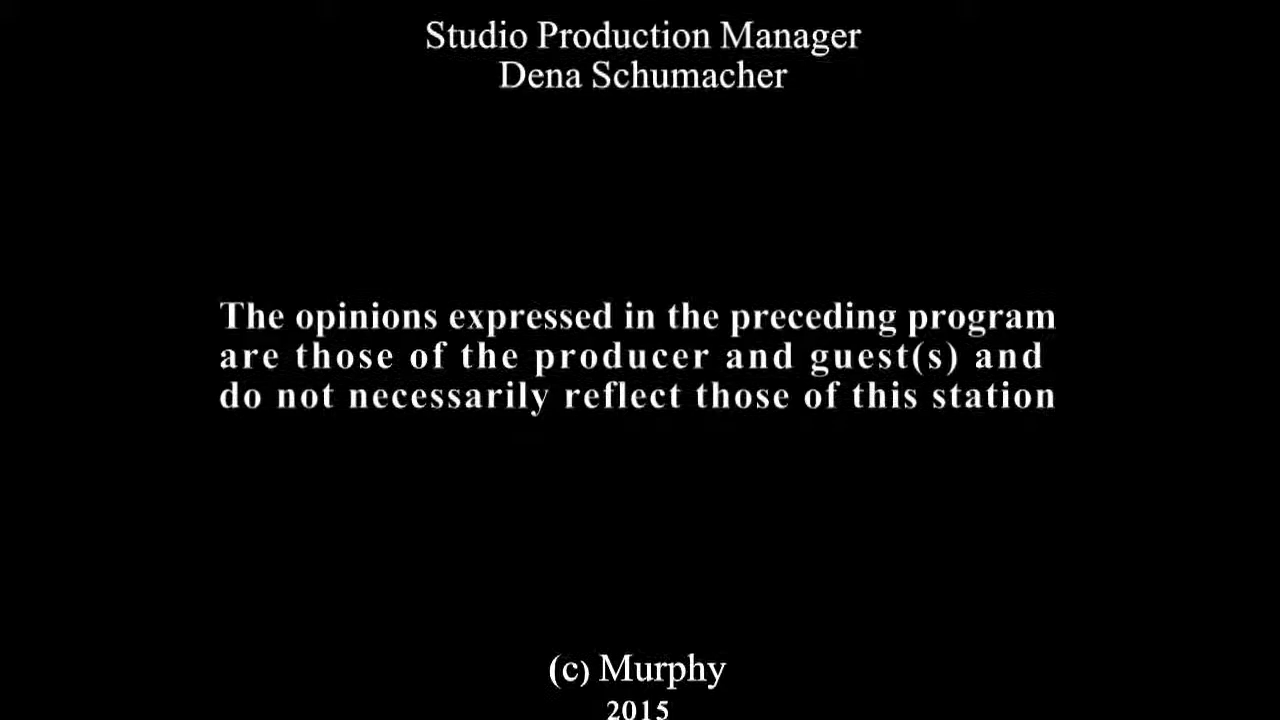 Studio Production Manager
Dena Schumacher
The opinions expressed in the preceding program
are those of the producer and guest(s) and
do not necessarily reflect those of this station
(c) Murphy
2015